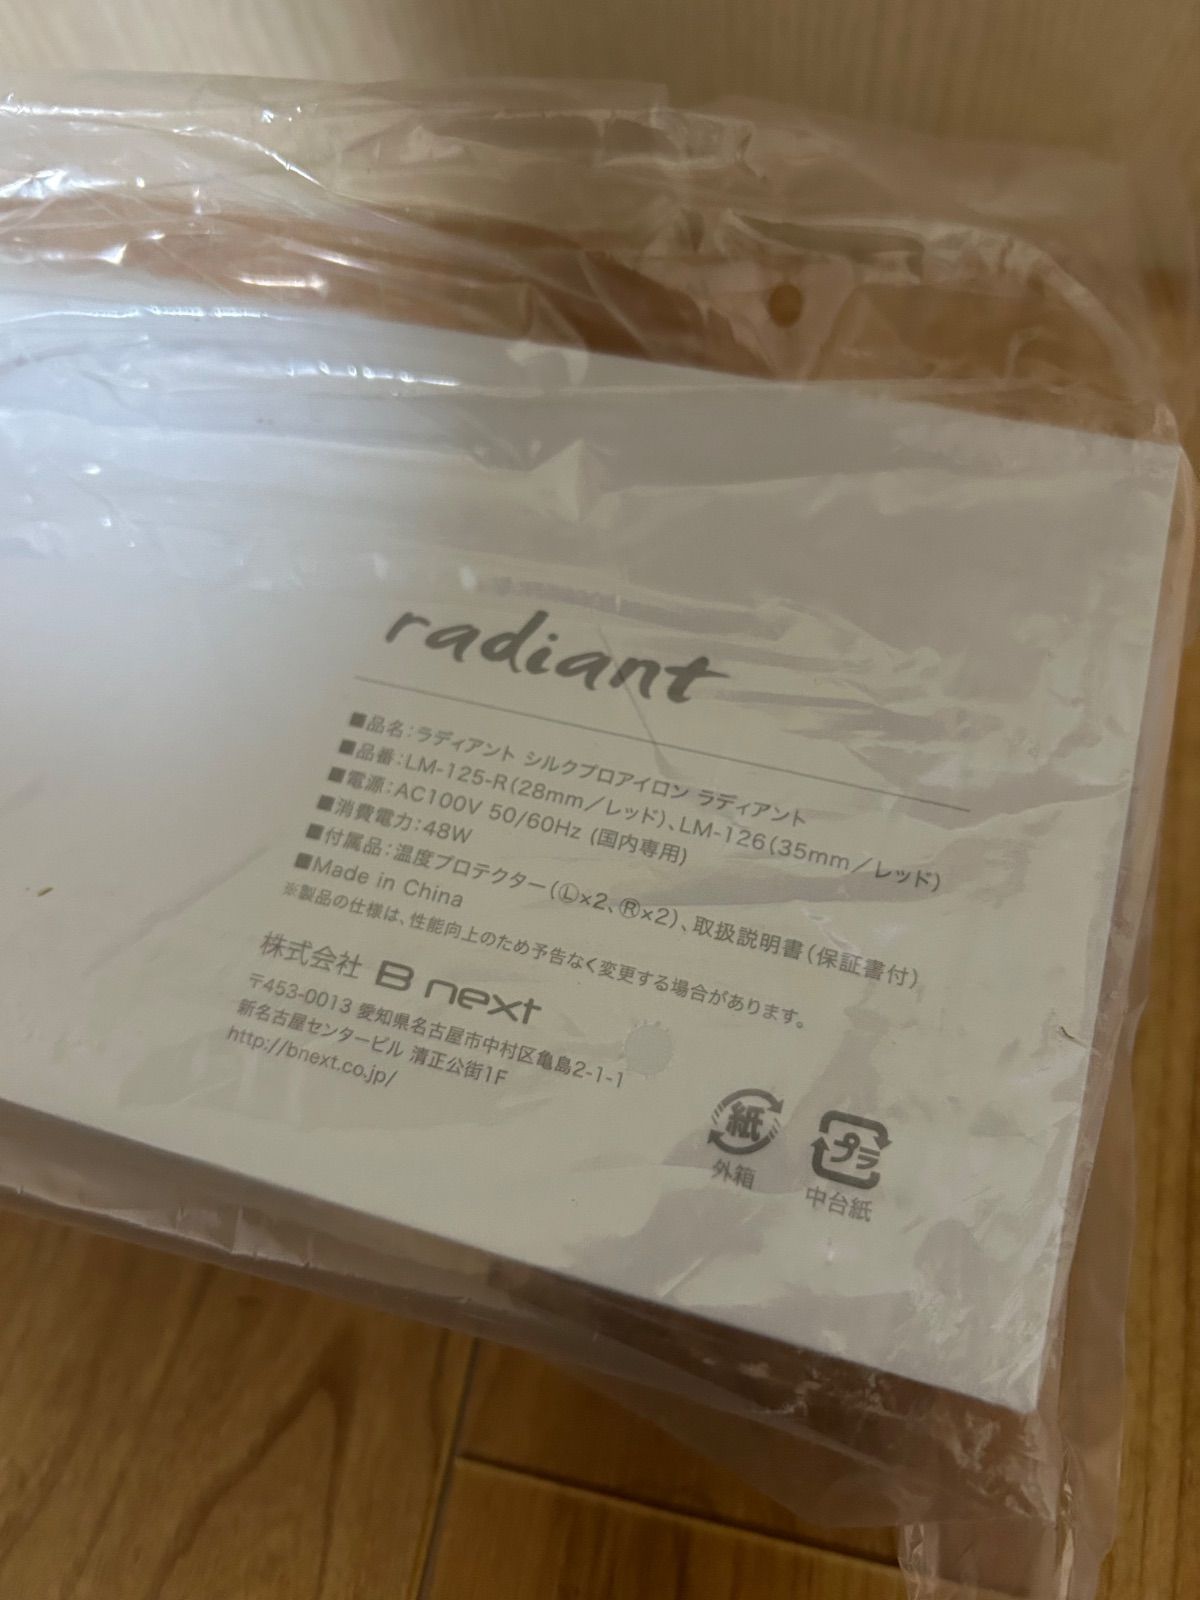 radiant
■品名:ラディアント シルクプロアイロン ラディアント
■品番:LM-125-R(28mm/レッド)、LM-126(35mm/レッド)
■電源:AC100V 50/60Hz (国内専用)
■消費電力:48W
■付属品:温度プロテクター(Ⓛ×2、Ⓡ×2)、取扱説明書(保証書付)
■Made in China
※製品の仕様は、性能向上のため予告なく変更する場合があります。
株式会社 B next
〒453-0013 愛知県名古屋市中村区亀島2-1-1
新名古屋センタービル 清正公街1F
http://bnext.co.jp/
紙
外箱
プラ
中台紙